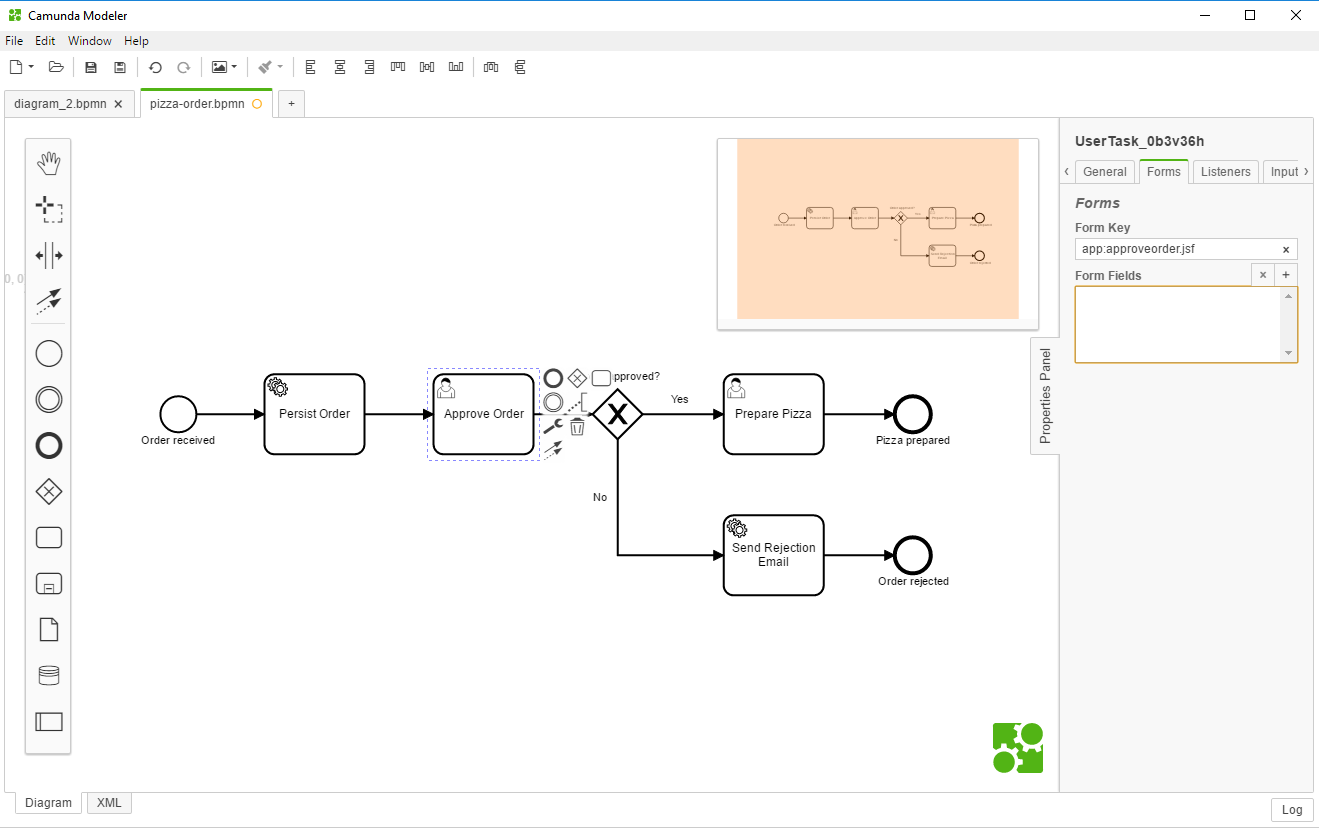 Camunda Modeler
File Edit Window Help
diagram_2.bpmn
pizza-order.bpmn
+
UserTask_0b3v36h
General Forms Listeners Input
Forms
Form Key
app:approveorder.jsf
Form Fields
0, 0
Properties Panel
pproved?
Persist Order
Approve Order
Yes
Prepare Pizza
Order received
Pizza prepared
No
Send Rejection
Email
Order rejected
Diagram XML
Log